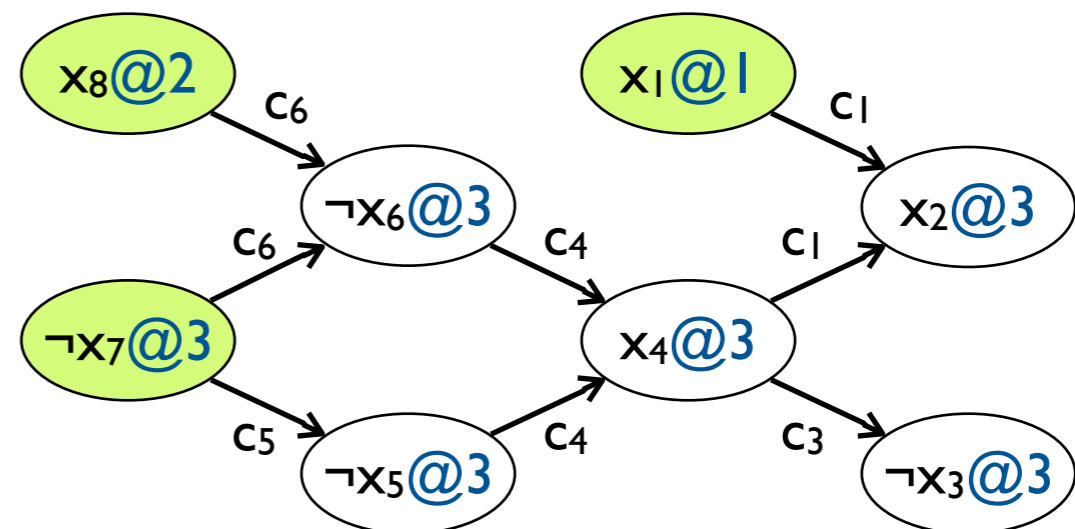 x₈@2
x₁@1
c₆
c₁
¬x₆@3
x₂@3
c₆
c₄
c₁
¬x₇@3
x₄@3
c₅
c₄
c₃
¬x₅@3
¬x₃@3